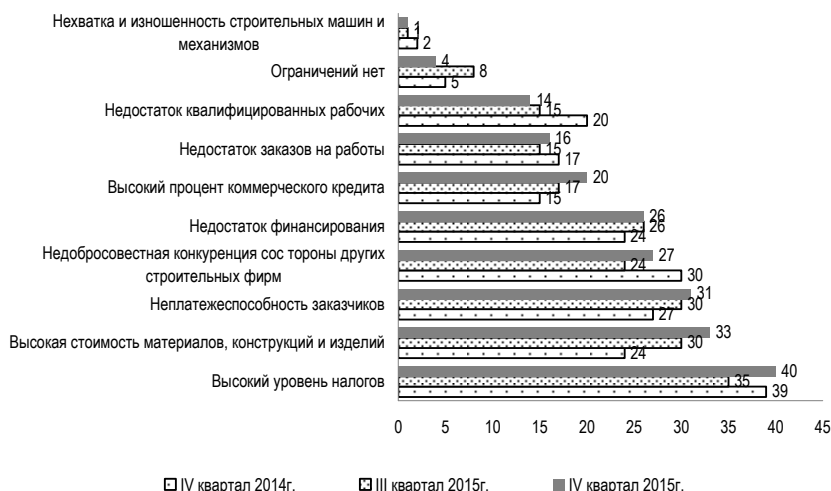 Нехватка и изношенность строительных машин и
механизмов
1
1
2
Ограничений нет
4
8
5
Недостаток квалифицированных рабочих
14
15
20
Недостаток заказов на работы
16
15
17
Высокий процент коммерческого кредита
20
17
15
Недостаток финансирования
26
26
24
Недобросовестная конкуренция сос тороны других
строительных фирм
27
24
30
Неплатежеспособность заказчиков
31
30
27
Высокая стоимость материалов, конструкций и изделий
33
30
24
Высокий уровень налогов
40
35
39
0 5 10 15 20 25 30 35 40 45
IV квартал 2014г. III квартал 2015г. IV квартал 2015г.